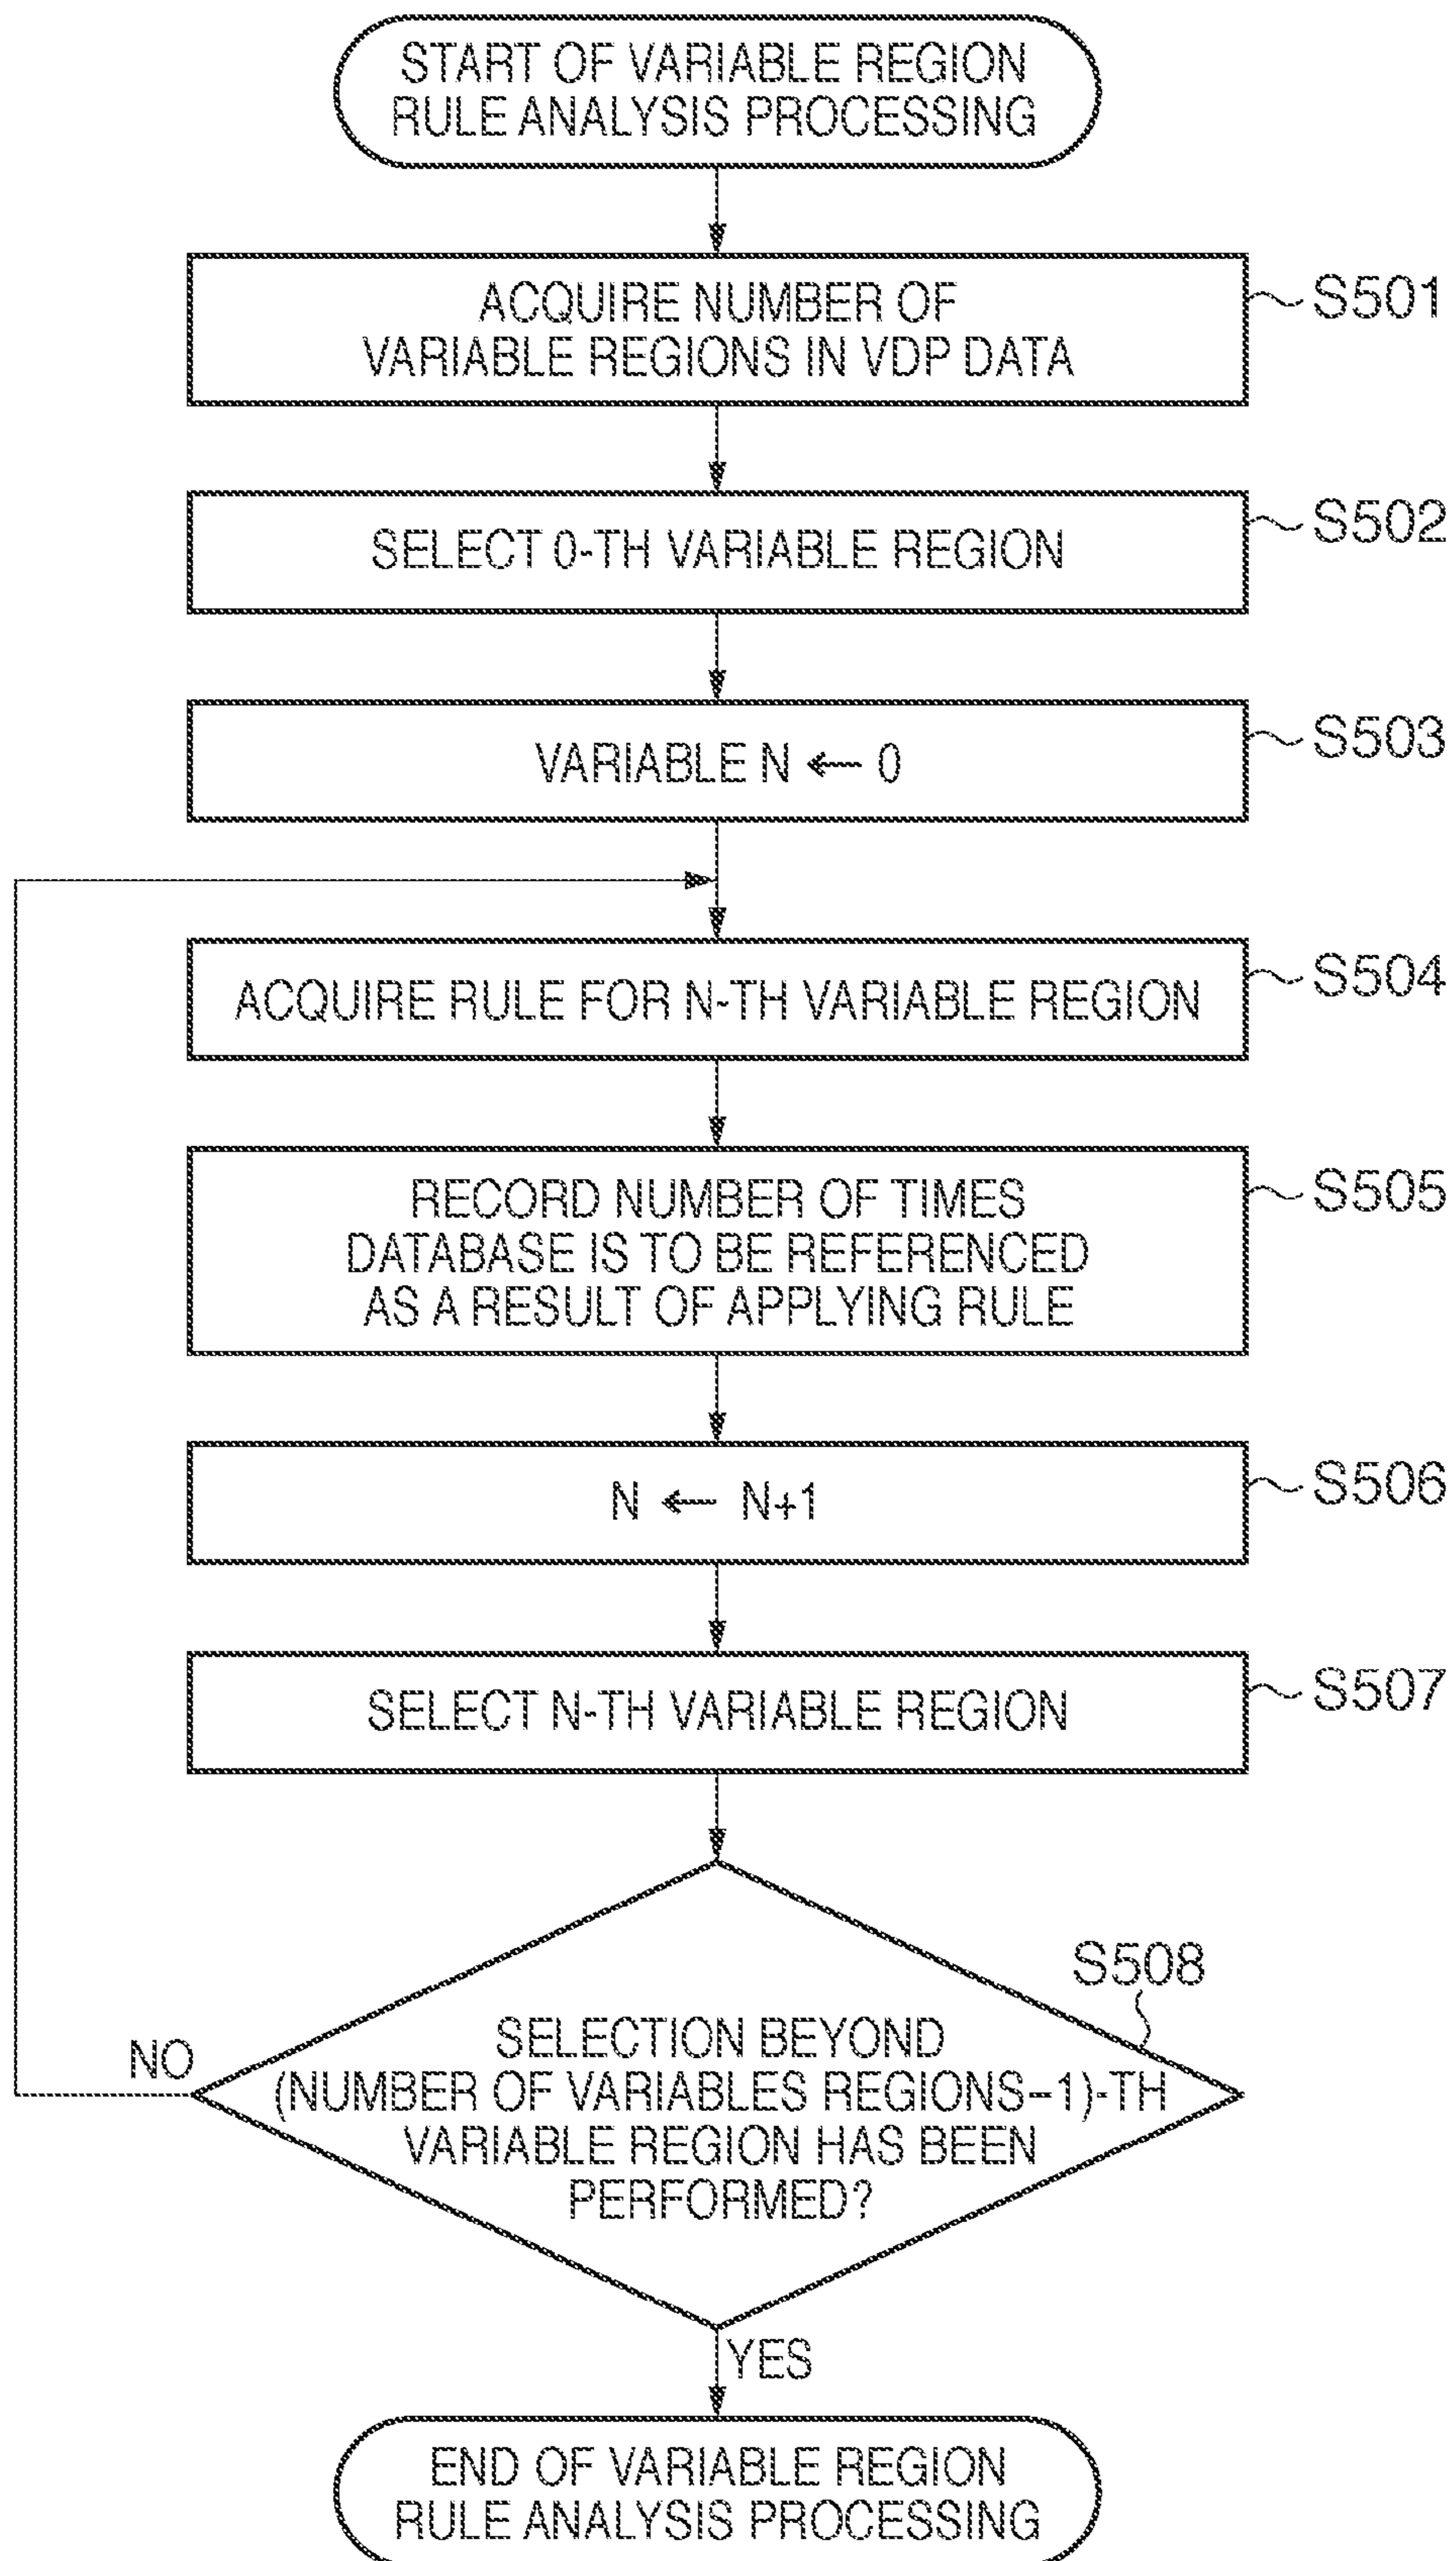 START OF VARIABLE REGION
RULE ANALYSIS PROCESSING
ACQUIRE NUMBER OF
VARIABLE REGIONS IN VDP DATA
S501
SELECT 0-TH VARIABLE REGION
S502
VARIABLE N ← 0
S503
ACQUIRE RULE FOR N-TH VARIABLE REGION
S504
RECORD NUMBER OF TIMES
DATABASE IS TO BE REFERENCED
AS A RESULT OF APPLYING RULE
S505
N ← N+1
S506
SELECT N-TH VARIABLE REGION
S507
S508
SELECTION BEYOND
(NUMBER OF VARIABLES REGIONS–1)-TH
VARIABLE REGION HAS BEEN
PERFORMED?
NO
YES
END OF VARIABLE REGION
RULE ANALYSIS PROCESSING